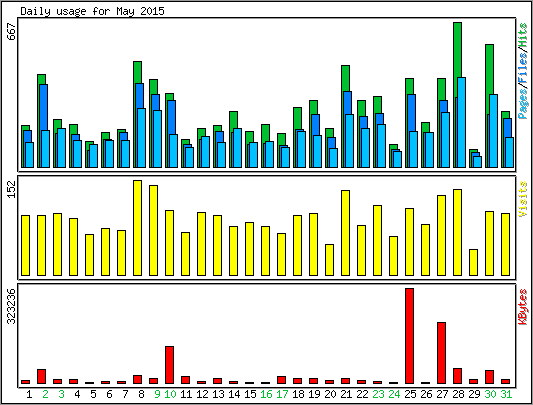 Daily usage for May 2015
667
Pages/Files/Hits
152
Visits
323236
KBytes
1 2 3 4 5 6 7 8 9 10 11 12 13 14 15 16 17 18 19 20 21 22 23 24 25 26 27 28 29 30 31